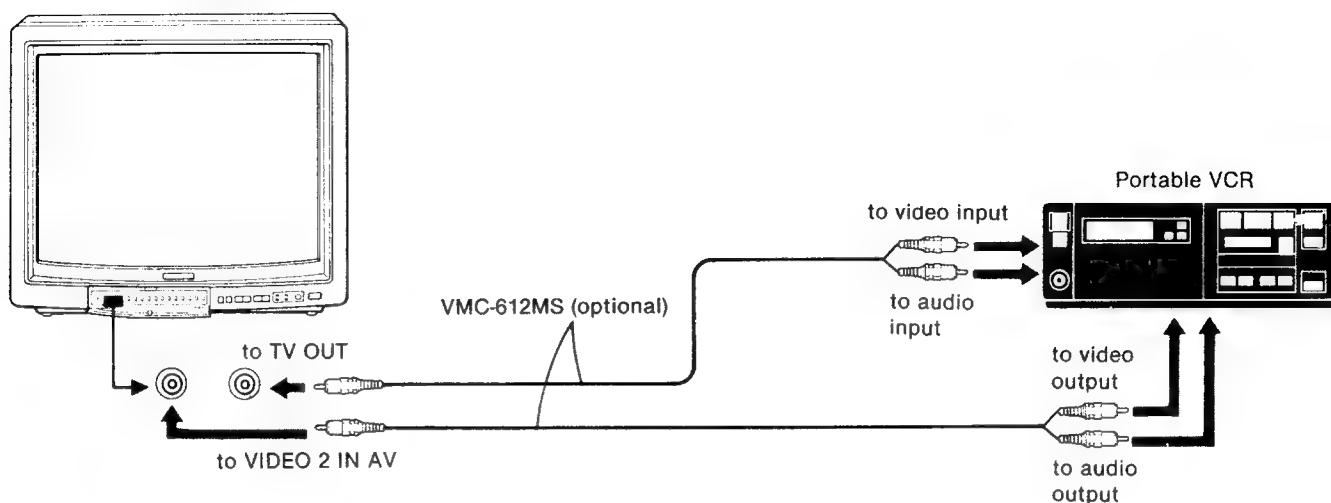 Portable VCR
to video input
to audio
input
VMC-612MS (optional)
to TV OUT
to video
output
to VIDEO 2 IN AV
to audio
output